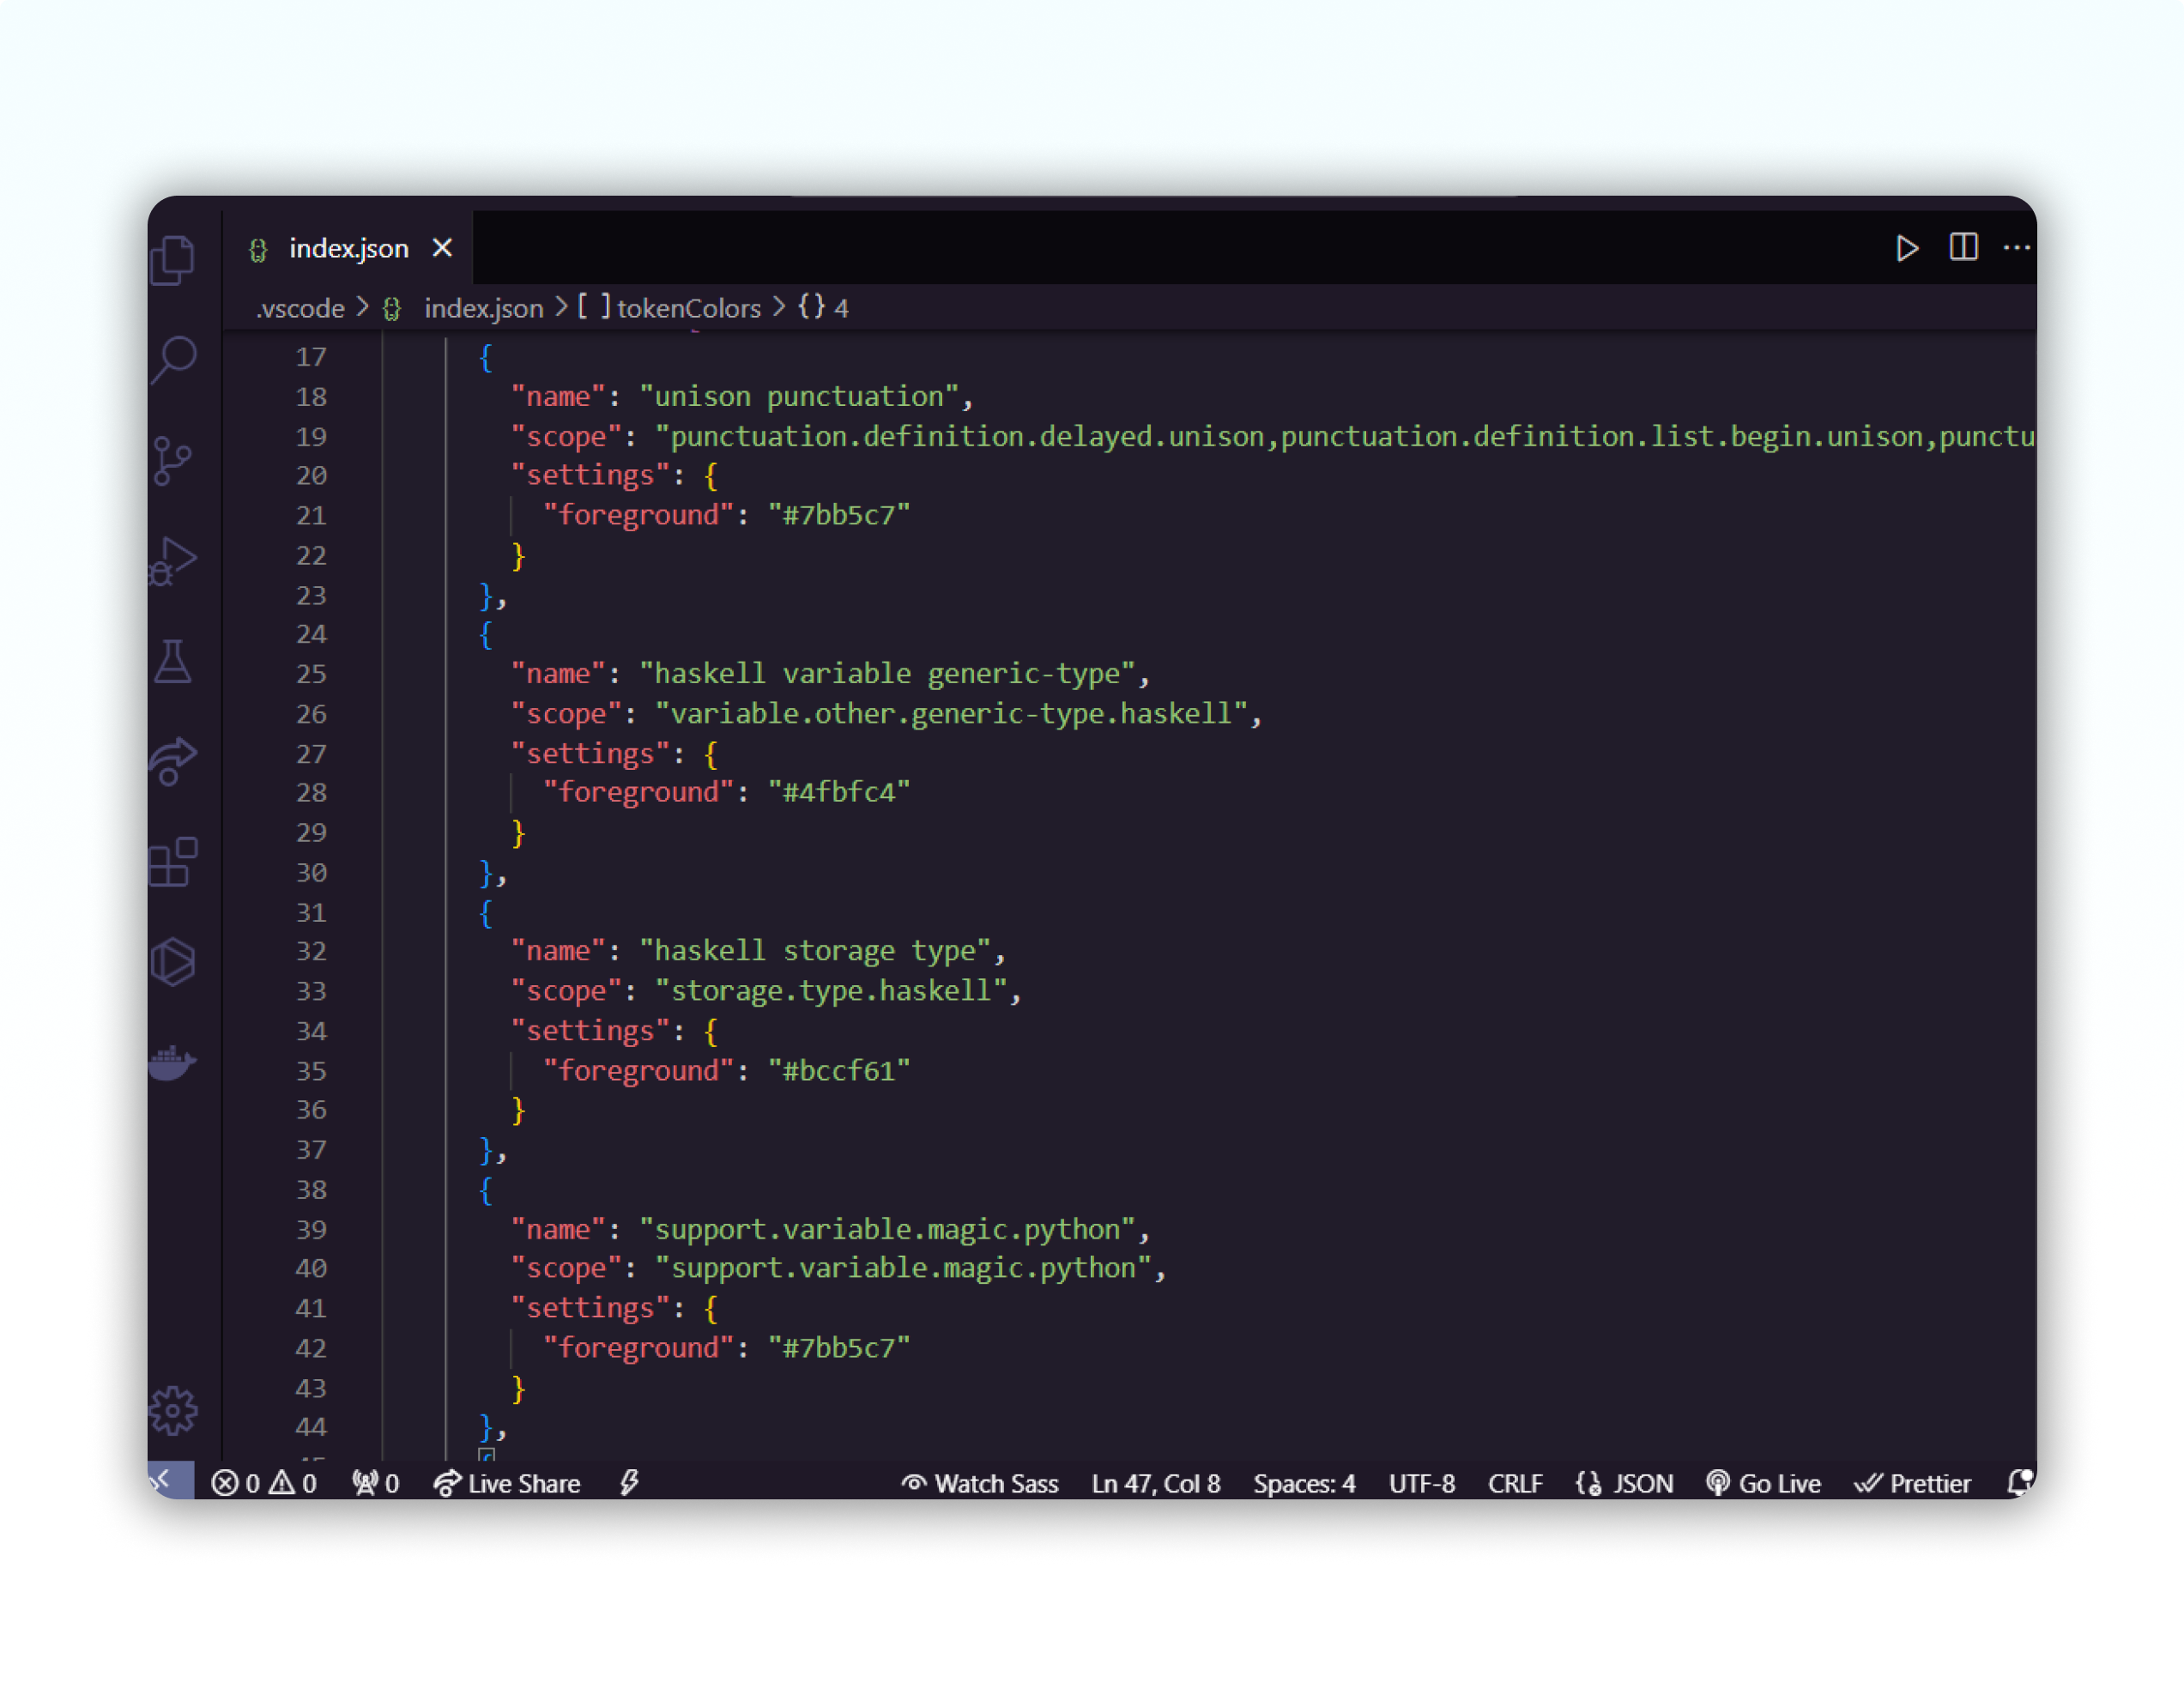 index.json
.vscode > {} index.json > [ ] tokenColors > {} 4
17 {
18 "name": "unison punctuation",
19 "scope": "punctuation.definition.delayed.unison,punctuation.definition.list.begin.unison,punctu
20 "settings": {
21 "foreground": "#7bb5c7"
22 }
23 },
24 {
25 "name": "haskell variable generic-type",
26 "scope": "variable.other.generic-type.haskell",
27 "settings": {
28 "foreground": "#4fbfc4"
29 }
30 },
31 {
32 "name": "haskell storage type",
33 "scope": "storage.type.haskell",
34 "settings": {
35 "foreground": "#bccf61"
36 }
37 },
38 {
39 "name": "support.variable.magic.python",
40 "scope": "support.variable.magic.python",
41 "settings": {
42 "foreground": "#7bb5c7"
43 }
44 },
0 0 0 Live Share Watch Sass Ln 47, Col 8 Spaces: 4 UTF-8 CRLF {} JSON Go Live Prettier